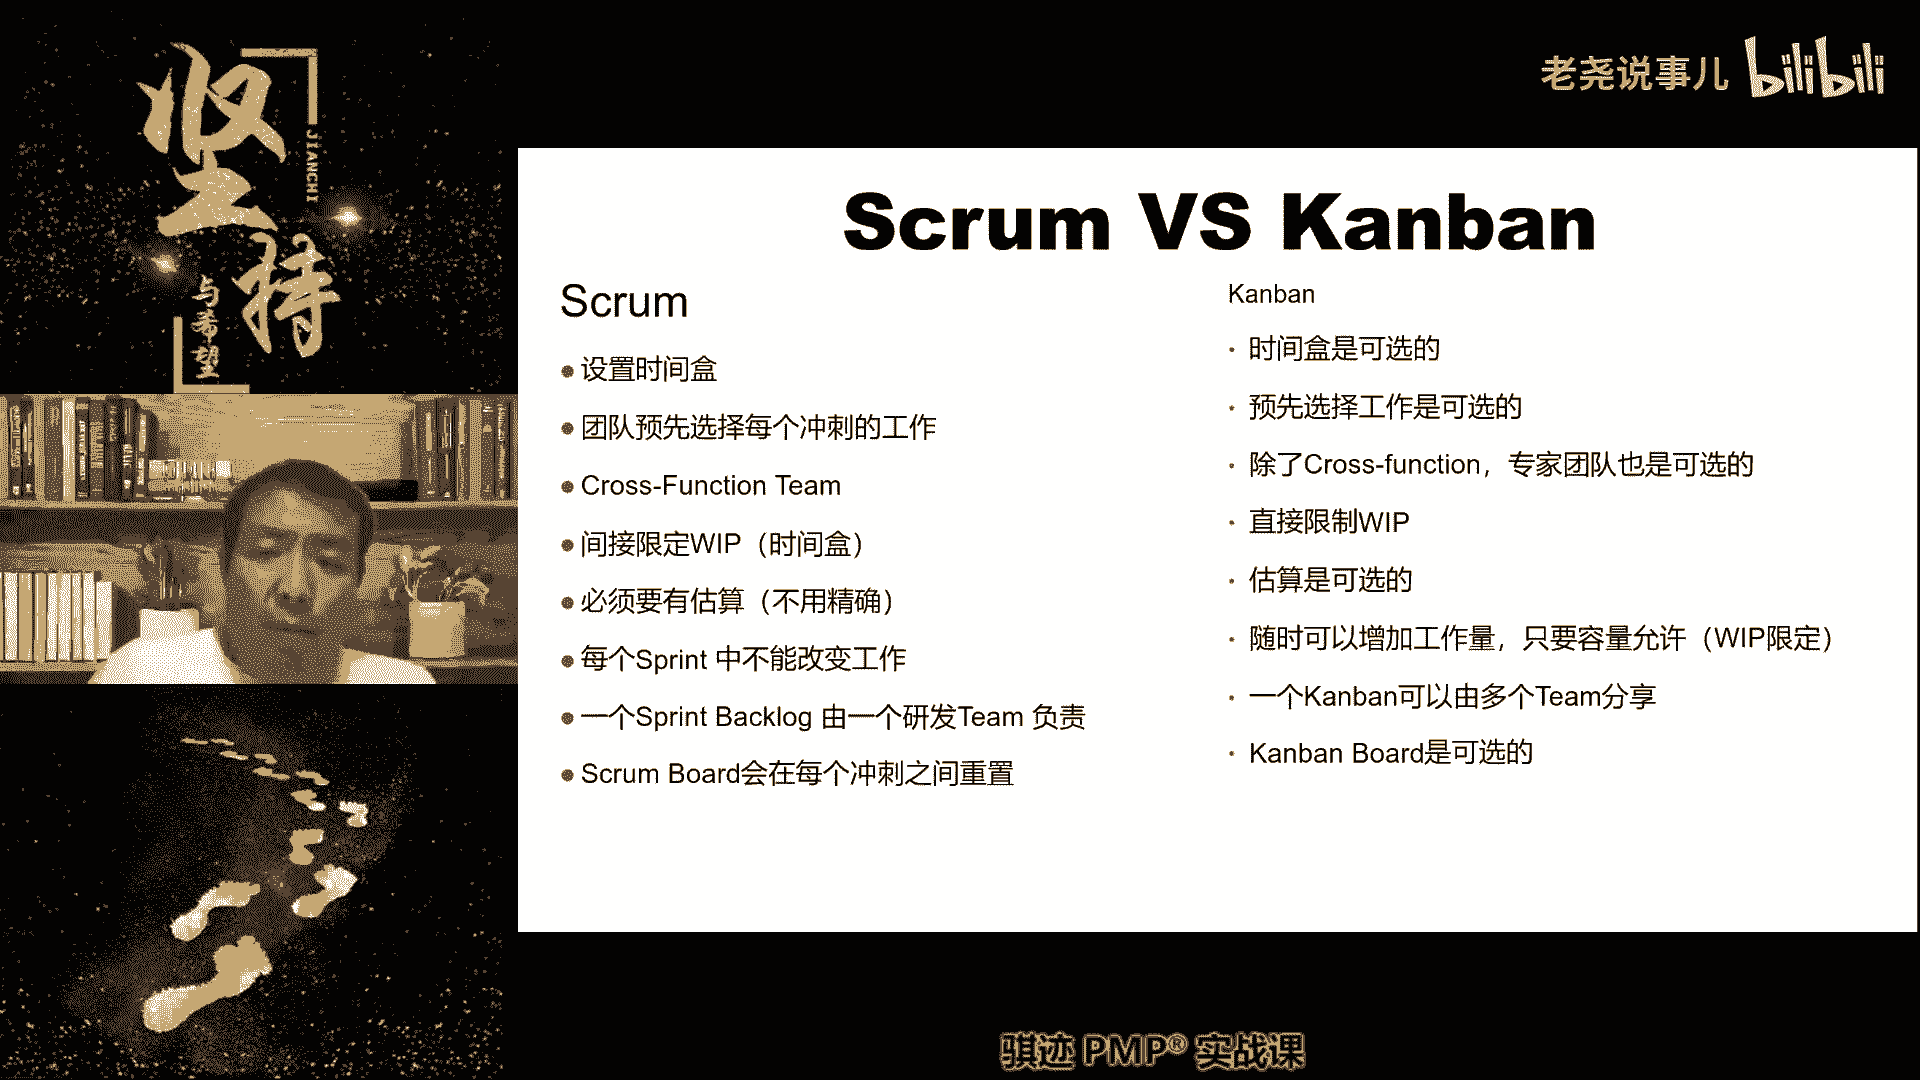 坚持
JIANCHI
与希望
老尧说事儿 bilibili
Scrum VS Kanban
Scrum
● 设置时间盒
● 团队预先选择每个冲刺的工作
● Cross-Function Team
● 间接限定WIP（时间盒）
● 必须要有估算（不用精确）
● 每个Sprint 中不能改变工作
● 一个Sprint Backlog 由一个研发Team 负责
● Scrum Board会在每个冲刺之间重置
Kanban
· 时间盒是可选的
· 预先选择工作是可选的
· 除了Cross-function，专家团队也是可选的
· 直接限制WIP
· 估算是可选的
· 随时可以增加工作量，只要容量允许（WIP限定）
· 一个Kanban可以由多个Team分享
· Kanban Board是可选的
骐迹 PMP® 实战课